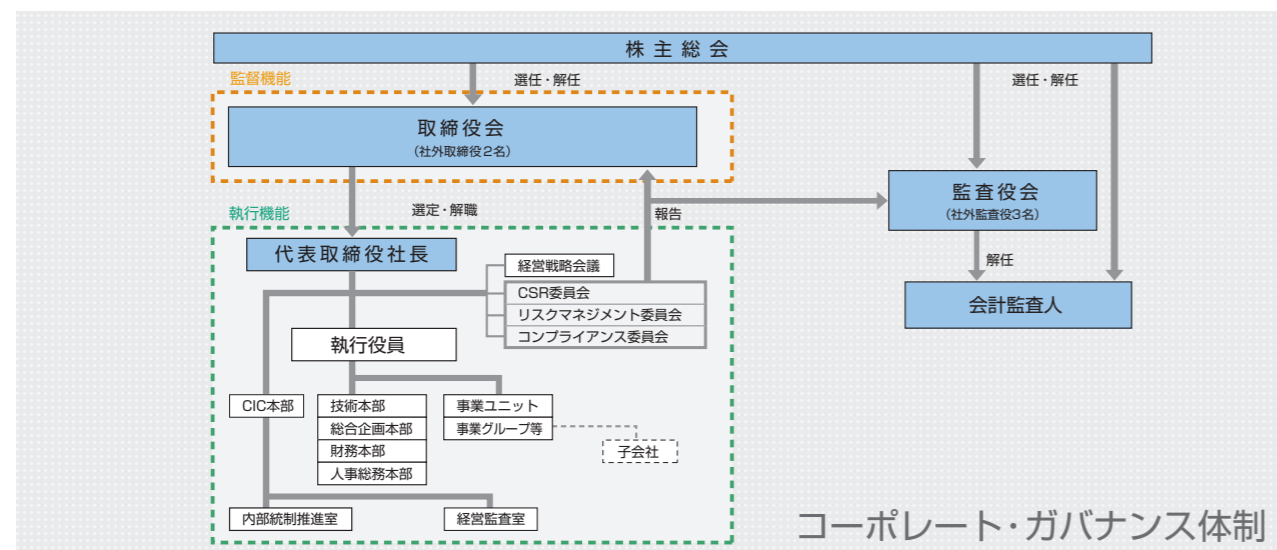 株主総会
監督機能
選任・解任
選任・解任
取締役会
(社外取締役2名)
監査役会
(社外監査役3名)
執行機能
選定・解職
報告
代表取締役社長
解任
経営戦略会議
CSR委員会
リスクマネジメント委員会
コンプライアンス委員会
会計監査人
執行役員
CIC本部
技術本部
総合企画本部
財務本部
人事総務本部
事業ユニット
事業グループ等
子会社
内部統制推進室
経営監査室
コーポレート・ガバナンス体制